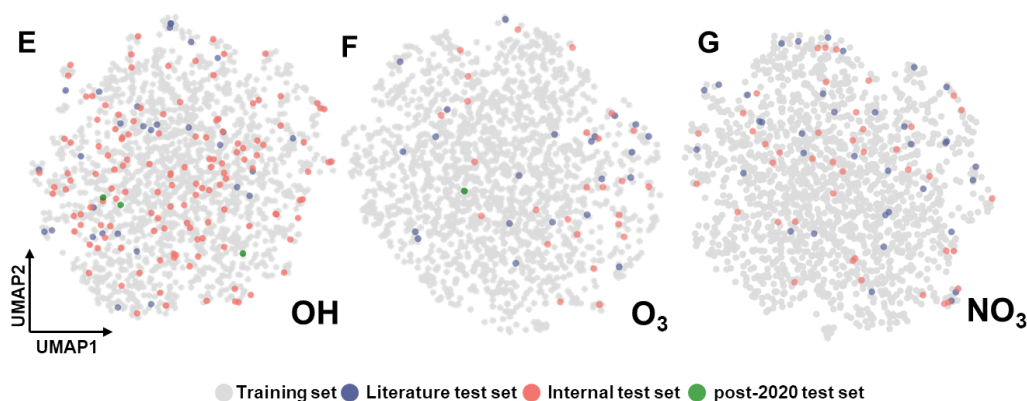 E
F
G
OH
O₃
NO₃
UMAP2
UMAP1
Training set
Literature test set
Internal test set
post-2020 test set